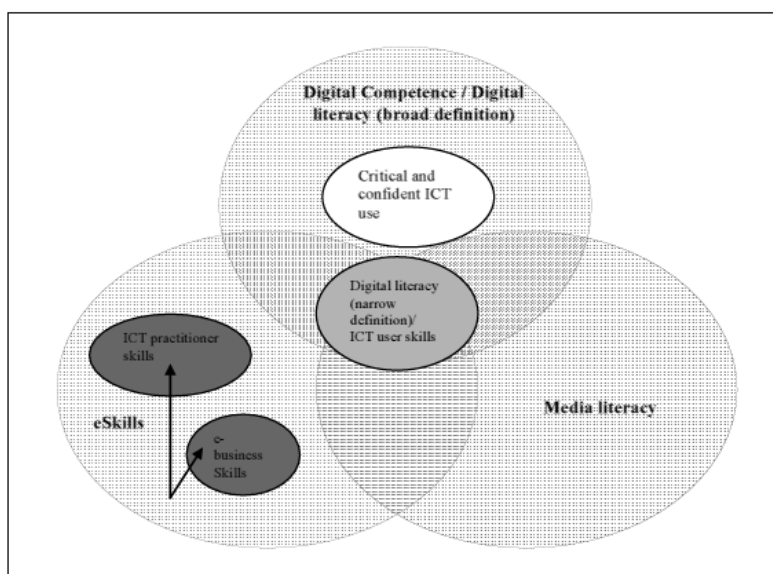 Digital Competence / Digital
literacy (broad definition)
Critical and
confident ICT
use
Digital literacy
(narrow
definition)/
ICT user skills
ICT practitioner
skills
eSkills
e-
business
Skills
Media literacy